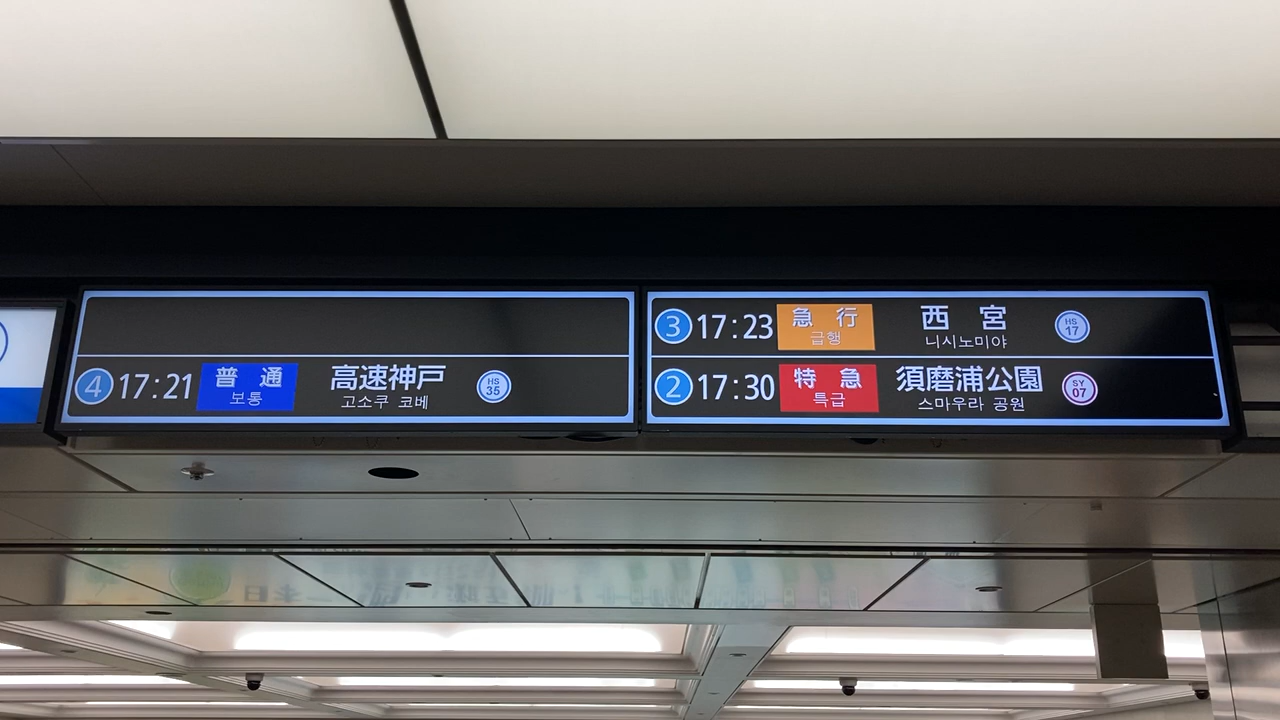 4 17:21 普通 高速神戸 HS 35
보통 고소쿠 코베
3 17:23 急行 西宮 HS 17
급행 니시노미야
2 17:30 特急 須磨浦公園 SY 07
특급 스마우라 공원